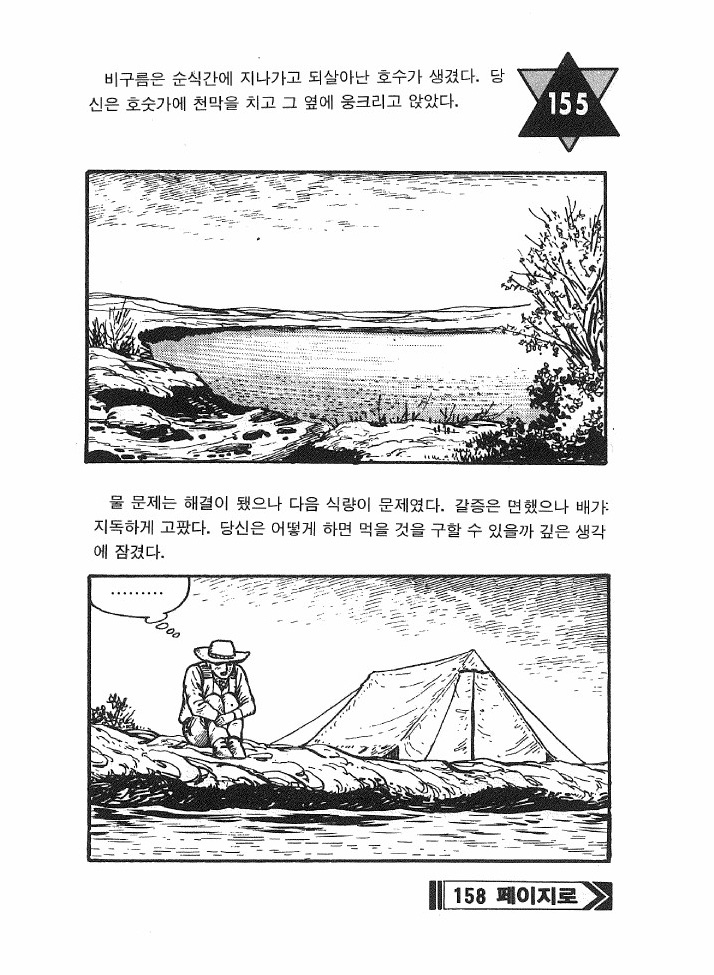 비구름은 순식간에 지나가고 되살아난 호수가 생겼다. 당
신은 호숫가에 천막을 치고 그 옆에 웅크리고 앉았다.
155
물 문제는 해결이 됐으나 다음 식량이 문제였다. 갈증은 면했으나 배가
지독하게 고팠다. 당신은 어떻게 하면 먹을 것을 구할 수 있을까 깊은 생각
에 잠겼다.
·········
158 페이지로